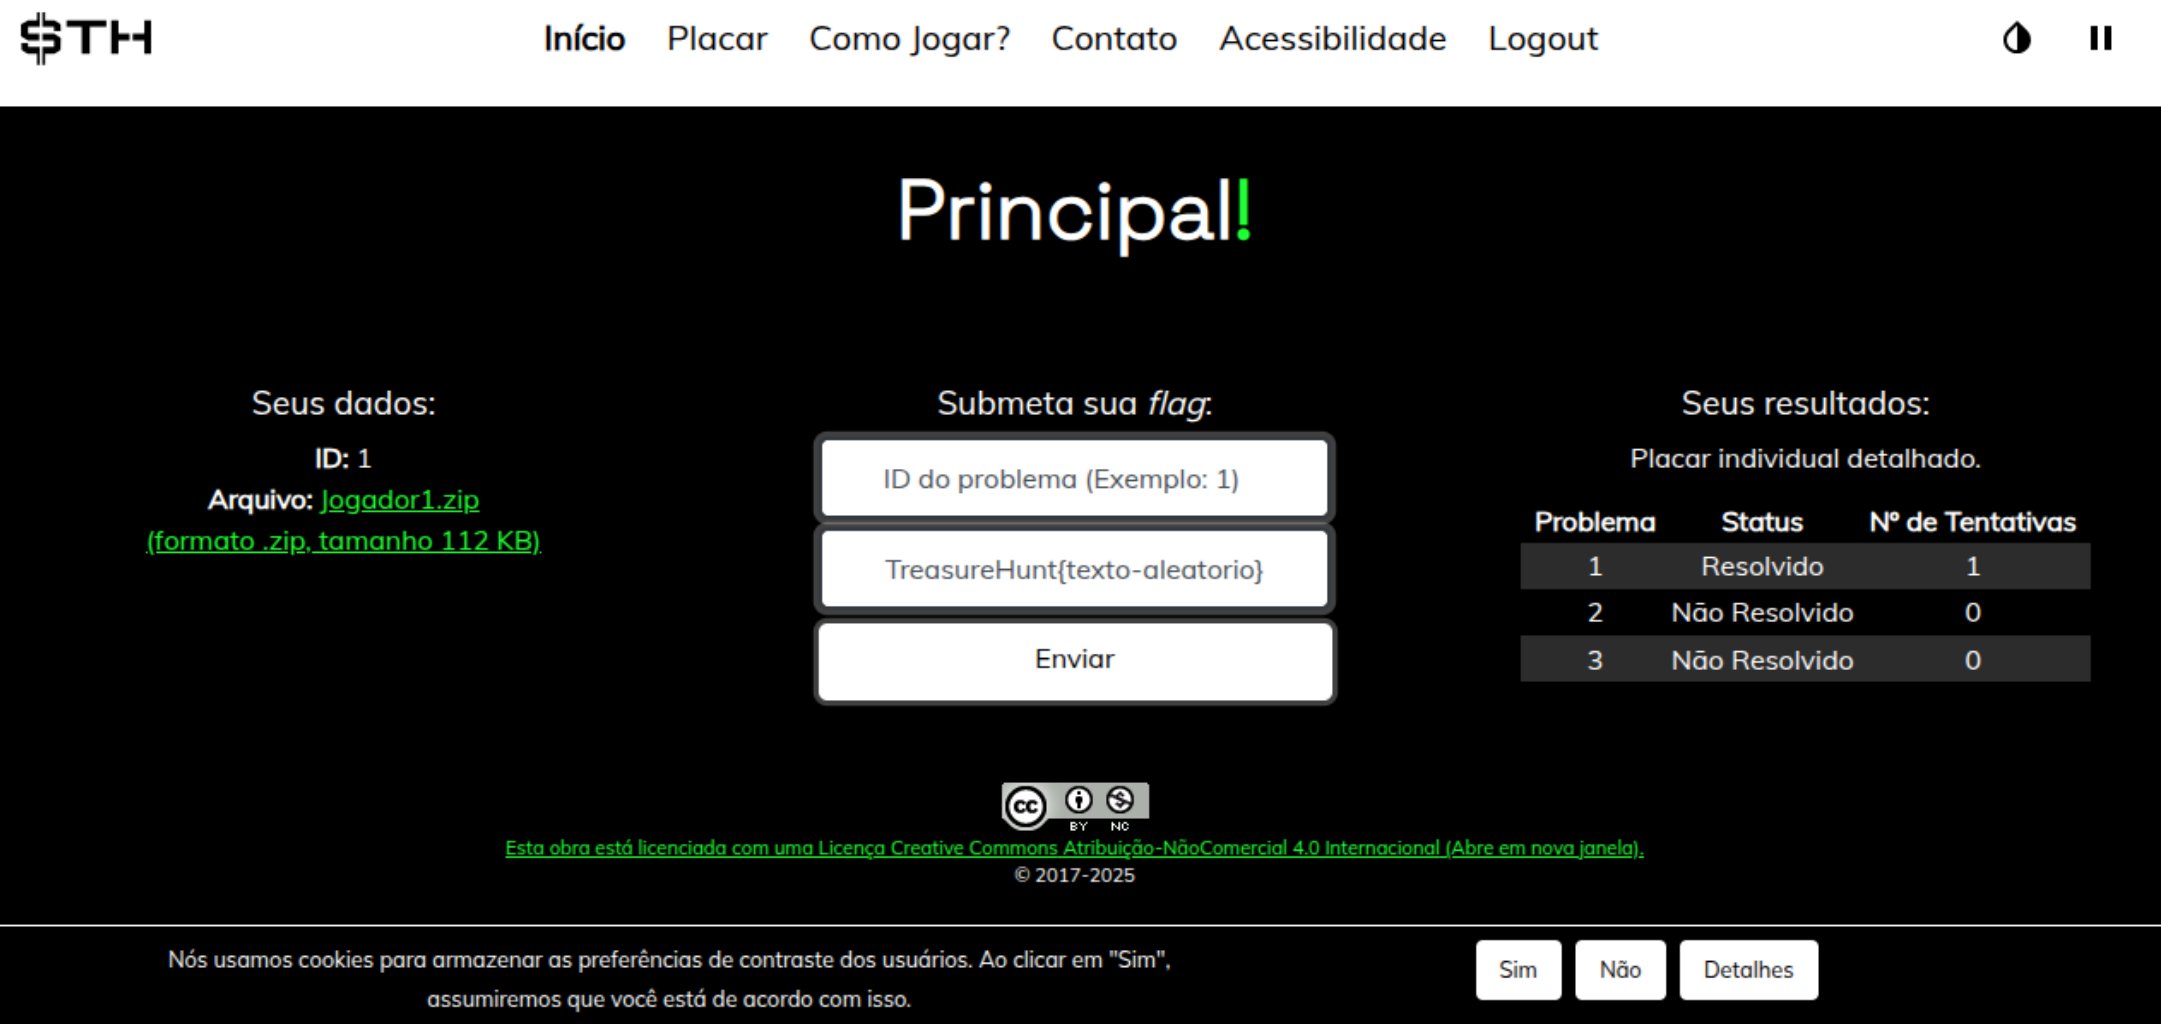 $TH
Início Placar Como Jogar? Contato Acessibilidade Logout
Principal!
Seus dados:
ID: 1
Arquivo: Jogador1.zip
(formato .zip, tamanho 112 KB)
Submeta sua flag:
ID do problema (Exemplo: 1)
TreasureHunt{texto-aleatorio}
Enviar
Seus resultados:
Placar individual detalhado.
Problema Status Nº de Tentativas
1 Resolvido 1
2 Não Resolvido 0
3 Não Resolvido 0
cc
BY NC
Esta obra está licenciada com uma Licença Creative Commons Atribuição-NãoComercial 4.0 Internacional (Abre em nova janela).
© 2017-2025
Nós usamos cookies para armazenar as preferências de contraste dos usuários. Ao clicar em "Sim",
assumiremos que você está de acordo com isso.
Sim Não Detalhes